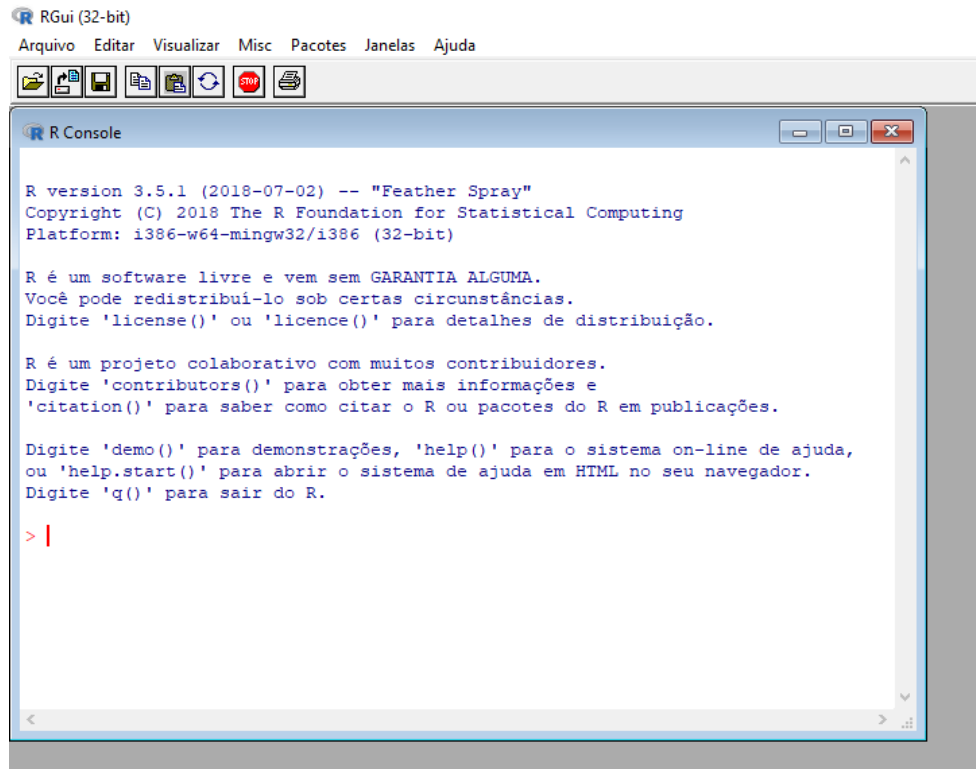 RGui (32-bit)
Arquivo Editar Visualizar Misc Pacotes Janelas Ajuda
STOP
R Console
R version 3.5.1 (2018-07-02) -- "Feather Spray"
Copyright (C) 2018 The R Foundation for Statistical Computing
Platform: i386-w64-mingw32/i386 (32-bit)
R é um software livre e vem sem GARANTIA ALGUMA.
Você pode redistribuí-lo sob certas circunstâncias.
Digite 'license()' ou 'licence()' para detalhes de distribuição.
R é um projeto colaborativo com muitos contribuidores.
Digite 'contributors()' para obter mais informações e
'citation()' para saber como citar o R ou pacotes do R em publicações.
Digite 'demo()' para demonstrações, 'help()' para o sistema on-line de ajuda,
ou 'help.start()' para abrir o sistema de ajuda em HTML no seu navegador.
Digite 'q()' para sair do R.
>